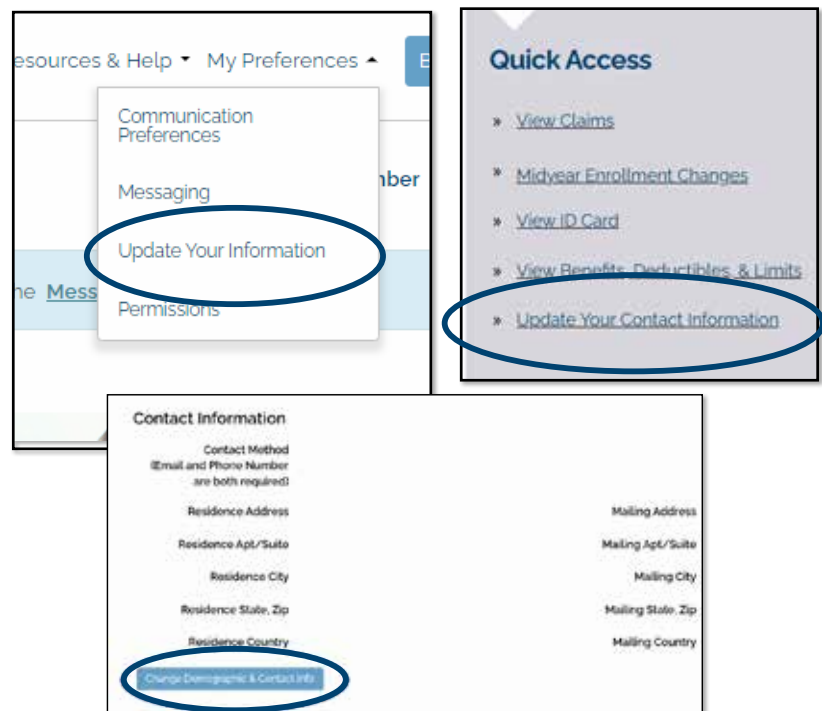 esources & Help My Preferences
E
Communication
Preferences
Messaging
nber
Update Your Information
he Mess
Permissions
Quick Access
» View Claims
» Midyear Enrollment Changes
» View ID Card
» View Benefits, Deductibles, & Limits
» Update Your Contact Information
Contact Information
Contact Method
(Email and Phone Number
are both required)
Residence Address
Mailing Address
Residence Apt/Suite
Mailing Apt/Suite
Residence City
Mailing City
Residence State, Zip
Mailing State, Zip
Residence Country
Mailing Country
Change Demographic & Contact Info